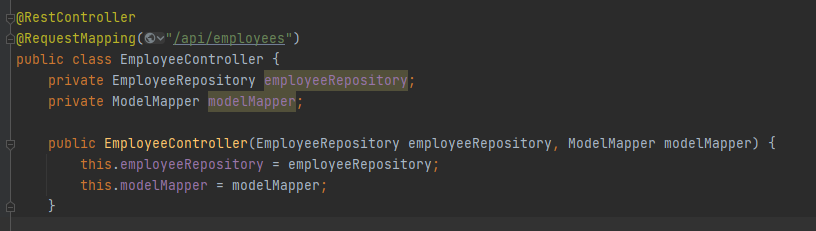 @RestController
@RequestMapping("/api/employees")
public class EmployeeController {
    private EmployeeRepository employeeRepository;
    private ModelMapper modelMapper;

    public EmployeeController(EmployeeRepository employeeRepository, ModelMapper modelMapper) {
        this.employeeRepository = employeeRepository;
        this.modelMapper = modelMapper;
    }